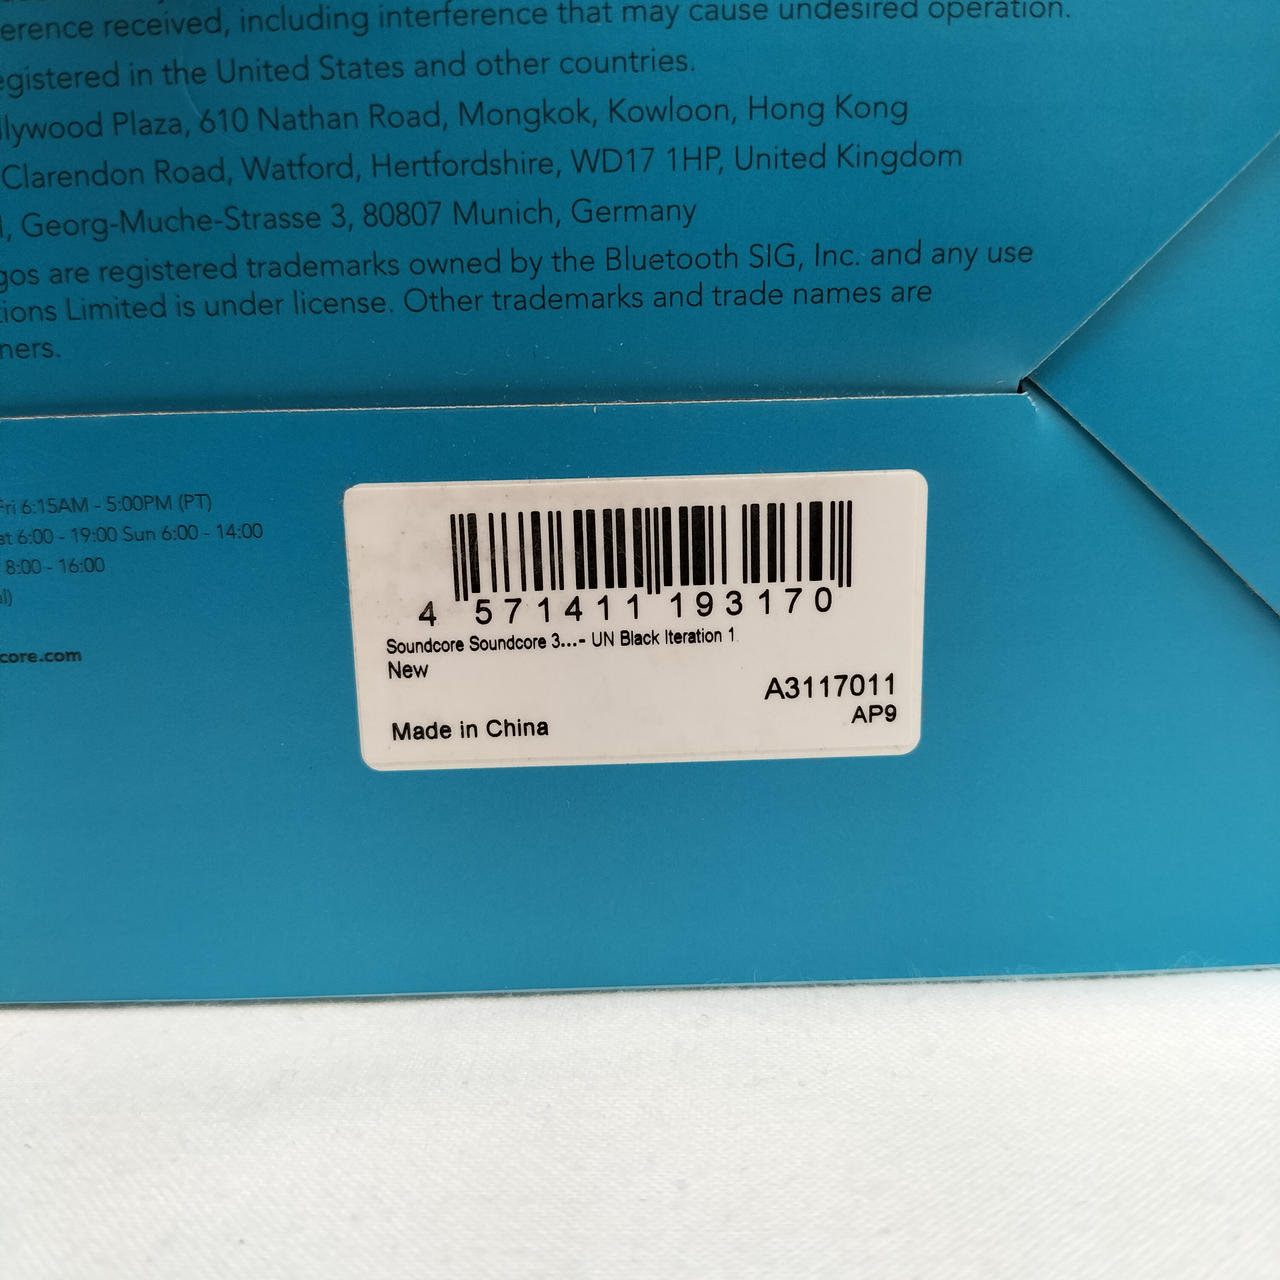 erence received, including interference that may cause undesired operation.
egistered in the United States and other countries.
llywood Plaza, 610 Nathan Road, Mongkok, Kowloon, Hong Kong
Clarendon Road, Watford, Hertfordshire, WD17 1HP, United Kingdom
l, Georg-Muche-Strasse 3, 80807 Munich, Germany
gos are registered trademarks owned by the Bluetooth SIG, Inc. and any use
tions Limited is under license. Other trademarks and trade names are
ners.
Fri 6:15AM - 5:00PM (PT)
at 6:00 - 19:00 Sun 6:00 - 14:00
8:00 - 16:00
al)
core.com
4 571411 193170
Soundcore Soundcore 3...- UN Black Iteration 1
New
A3117011
AP9
Made in China